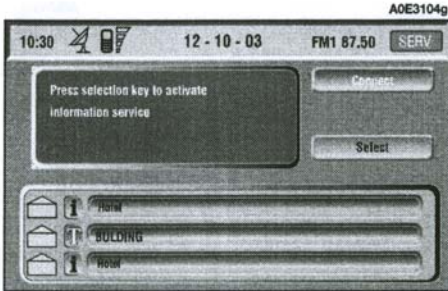 A0E3104g
10:30 12 - 10 - 03 FM1 87.50 SERV
Press selection key to activate
information service
Connect
Select
i Hotel
T BULDING
i Hotel